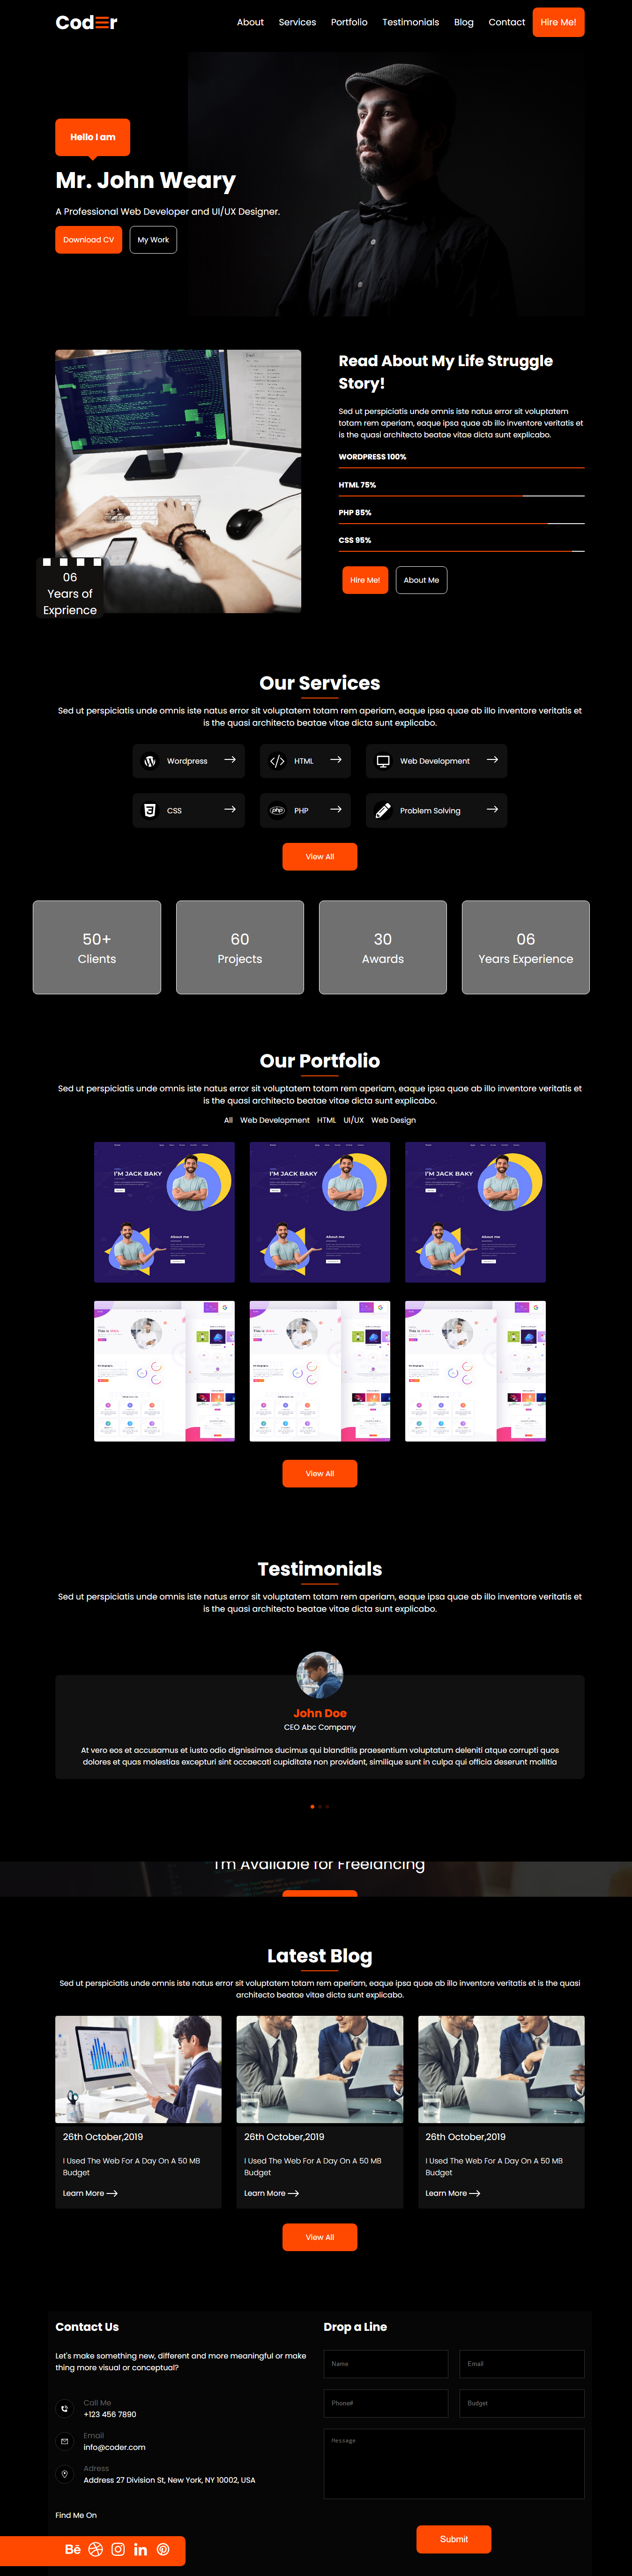 Coder
About Services Portfolio Testimonials Blog Contact Hire Me!
Hello I am
Mr. John Weary
A Professional Web Developer and UI/UX Designer.
Download CV My Work
06
Years of
Exprience
Read About My Life Struggle
Story!
Sed ut perspiciatis unde omnis iste natus error sit voluptatem
totam rem aperiam, eaque ipsa quae ab illo inventore veritatis et
is the quasi architecto beatae vitae dicta sunt explicabo.
WORDPRESS 100%
HTML 75%
PHP 85%
CSS 95%
Hire Me! About Me
Our Services
Sed ut perspiciatis unde omnis iste natus error sit voluptatem totam rem aperiam, eaque ipsa quae ab illo inventore veritatis et
is the quasi architecto beatae vitae dicta sunt explicabo.
Wordpress HTML Web Development
CSS php PHP Problem Solving
View All
50+
Clients
60
Projects
30
Awards
06
Years Experience
Our Portfolio
Sed ut perspiciatis unde omnis iste natus error sit voluptatem totam rem aperiam, eaque ipsa quae ab illo inventore veritatis et
is the quasi architecto beatae vitae dicta sunt explicabo.
All Web Development HTML UI/UX Web Design
I'M JACK BAKY
About me
I'M JACK BAKY
About me
I'M JACK BAKY
About me
View All
Testimonials
Sed ut perspiciatis unde omnis iste natus error sit voluptatem totam rem aperiam, eaque ipsa quae ab illo inventore veritatis et
is the quasi architecto beatae vitae dicta sunt explicabo.
John Doe
CEO Abc Company
At vero eos et accusamus et iusto odio dignissimos ducimus qui blanditiis praesentium voluptatum deleniti atque corrupti quos
dolores et quas molestias excepturi sint occaecati cupiditate non provident, similique sunt in culpa qui officia deserunt mollitia
I'm Available for Freelancing
Latest Blog
Sed ut perspiciatis unde omnis iste natus error sit voluptatem totam rem aperiam, eaque ipsa quae ab illo inventore veritatis et is the quasi
architecto beatae vitae dicta sunt explicabo.
26th October,2019
I Used The Web For A Day On A 50 MB
Budget
Learn More
26th October,2019
I Used The Web For A Day On A 50 MB
Budget
Learn More
26th October,2019
I Used The Web For A Day On A 50 MB
Budget
Learn More
View All
Contact Us
Let's make something new, different and more meaningful or make
thing more visual or conceptual?
Call Me
+123 456 7890
Email
info@coder.com
Adress
Address 27 Division St, New York, NY 10002, USA
Find Me On
Drop a Line
Name Email
Phone# Budget
Message
Submit